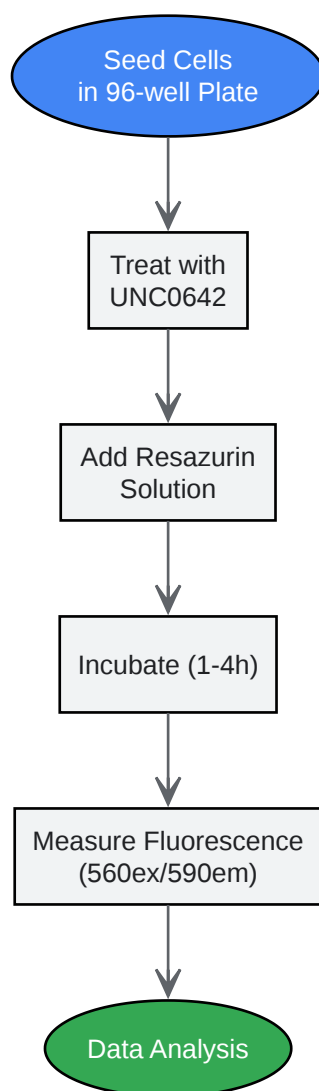 Seed Cells
in 96-well Plate
Treat with
UNC0642
Add Resazurin
Solution
Incubate (1-4h)
Measure Fluorescence
(560ex/590em)
Data Analysis